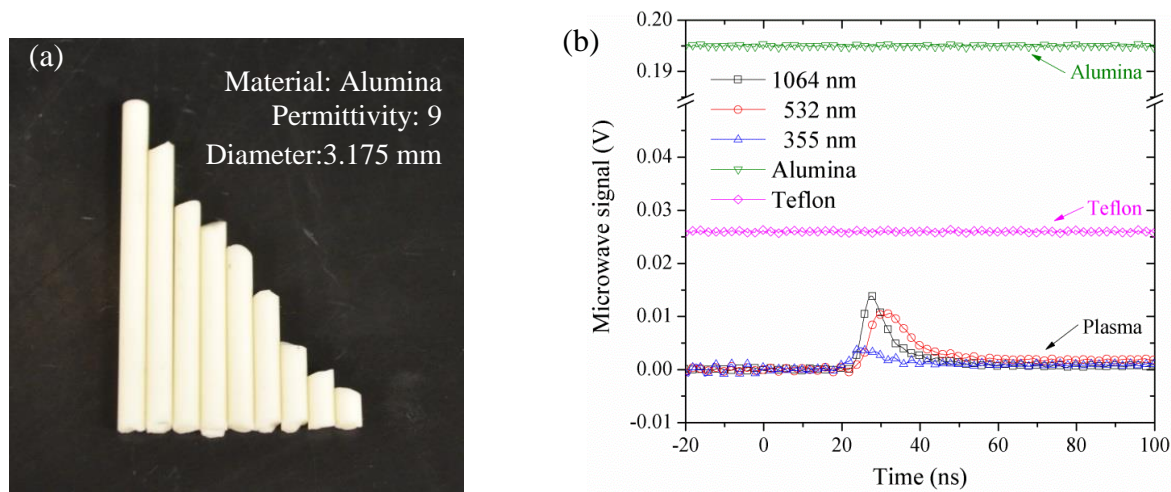 (a)
Material: Alumina
Permittivity: 9
Diameter:3.175 mm
(b)
0.20
0.19
0.04
0.03
0.02
0.01
0.00
-0.01
Microwave signal (V)
1064 nm
532 nm
355 nm
Alumina
Teflon
Alumina
Teflon
Plasma
-20
0
20
40
60
80
100
Time (ns)